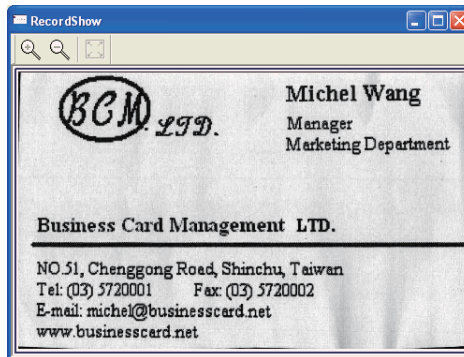 RecordShow
BCM. LTD.
Michel Wang
Manager
Marketing Department
Business Card Management LTD.
NO.51, Chenggong Road, Shinchu, Taiwan
Tel: (03) 5720001 Fax: (03) 5720002
E-mail: michel@businesscard.net
www.businesscard.net